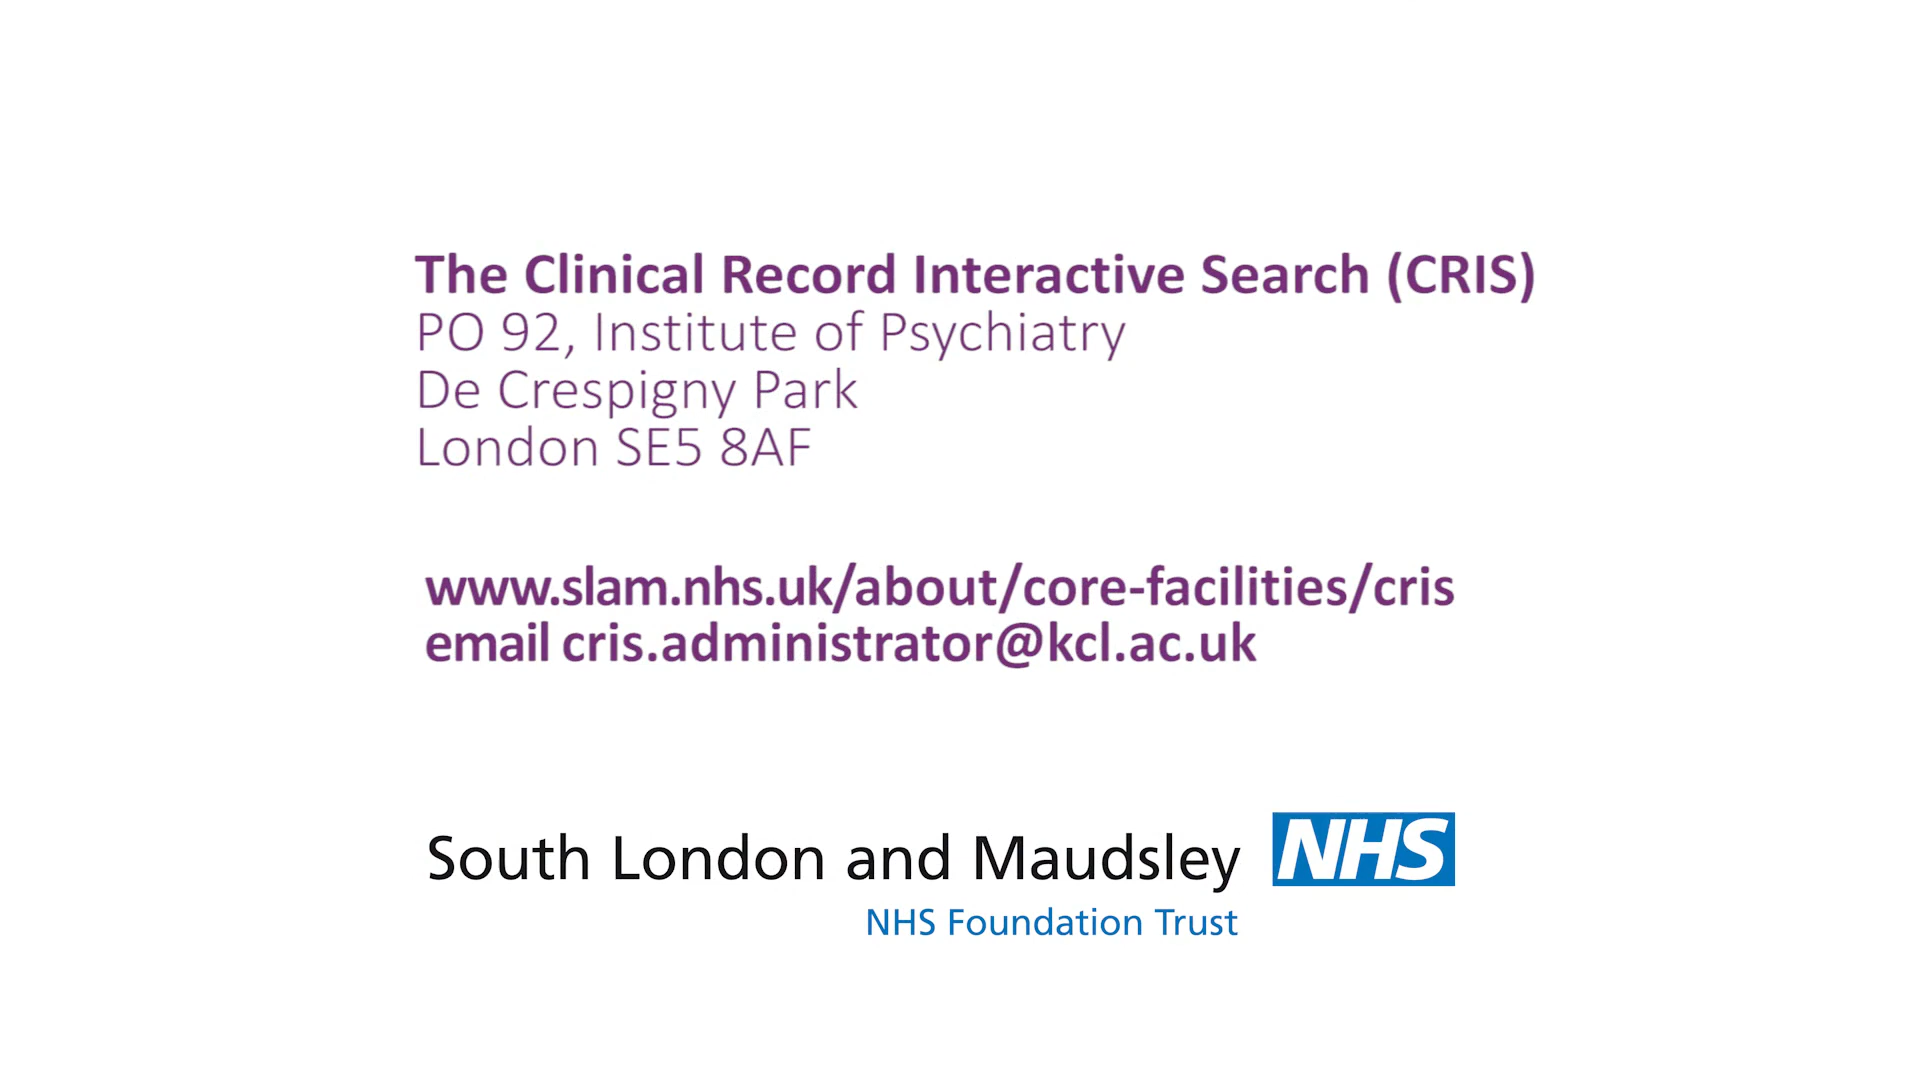 The Clinical Record Interactive Search (CRIS)
PO 92, Institute of Psychiatry
De Crespigny Park
London SE5 8AF
www.slam.nhs.uk/about/core-facilities/cris
email cris.administrator@kcl.ac.uk
South London and Maudsley NHS
NHS Foundation Trust